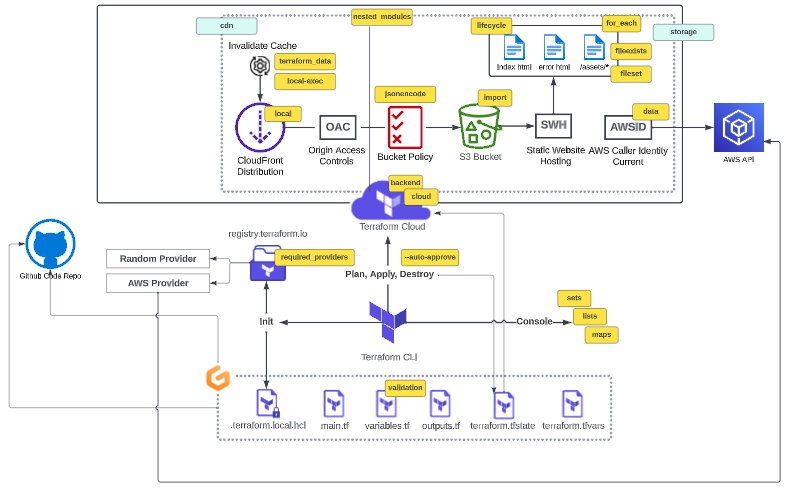 nested_modules
cdn
lifecycle
for_each
storage
Invalidate Cache
terraform_data
local-exec
index html
error html
/assets/*
fileexists
fileset
local
jsonencode
import
data
OAC
SWH
AWSID
CloudFront
Distribution
Origin Access
Controls
Bucket Policy
S3 Bucket
Static Website
Hosting
AWS Caller Identity
Current
AWS APi
backend
cloud
Terraform Cloud
registry.terraform.io
required_providers
Random Provider
AWS Provider
Github Code Repo
--auto-approve
Plan, Apply, Destroy
sets
lists
maps
Init
Console
Terraform CLI
validation
.terraform.local.hcl
main.tf
variables.tf
outputs.tf
terraform.tfstate
terraform.tfvars